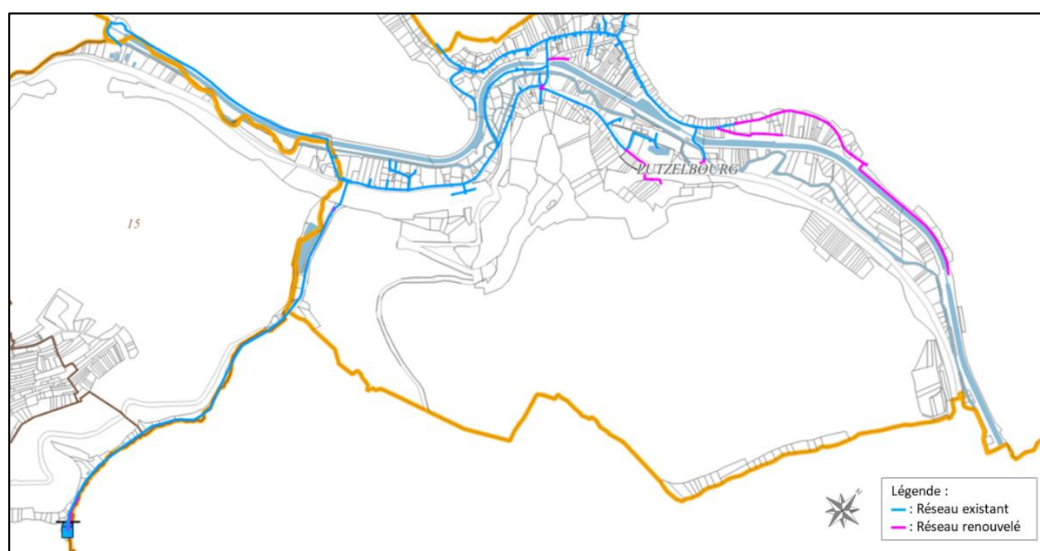 PUTZELBOURG
15
N
Légende :
: Réseau existant
: Réseau renouvelé